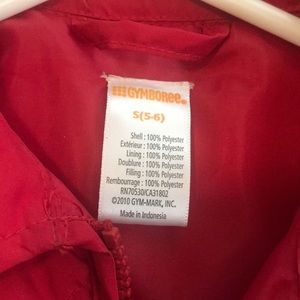 GYMBOREE®
S(5-6)
Shell : 100% Polyester
Extérieur : 100% Polyester
Lining : 100% Polyester
Doublure : 100% Polyester
Filling : 100% Polyester
Rembourrage : 100% Polyester
RN70530/CA31802
©2010 GYM-MARK, INC.
Made in Indonesia